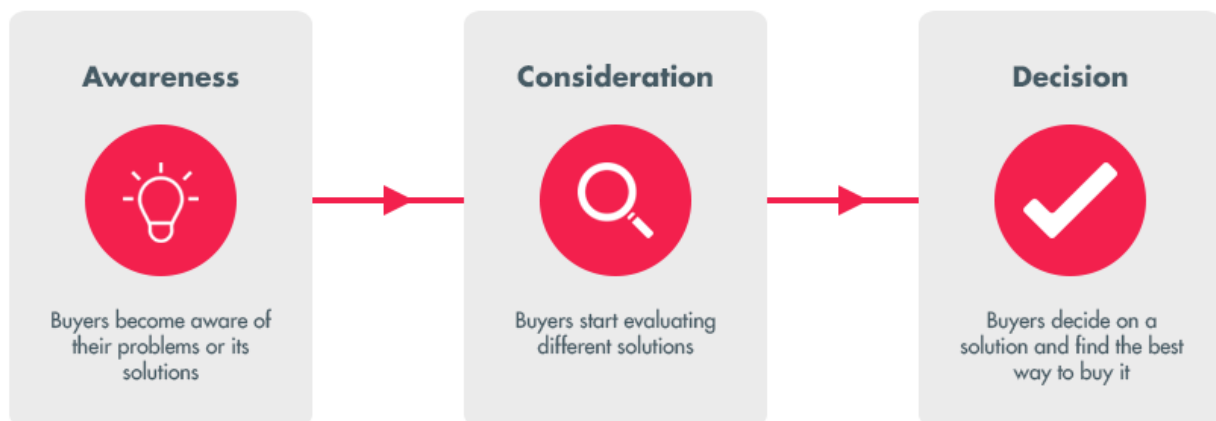 Awareness
Buyers become aware of
their problems or its
solutions
Consideration
Buyers start evaluating
different solutions
Decision
Buyers decide on a
solution and find the best
way to buy it